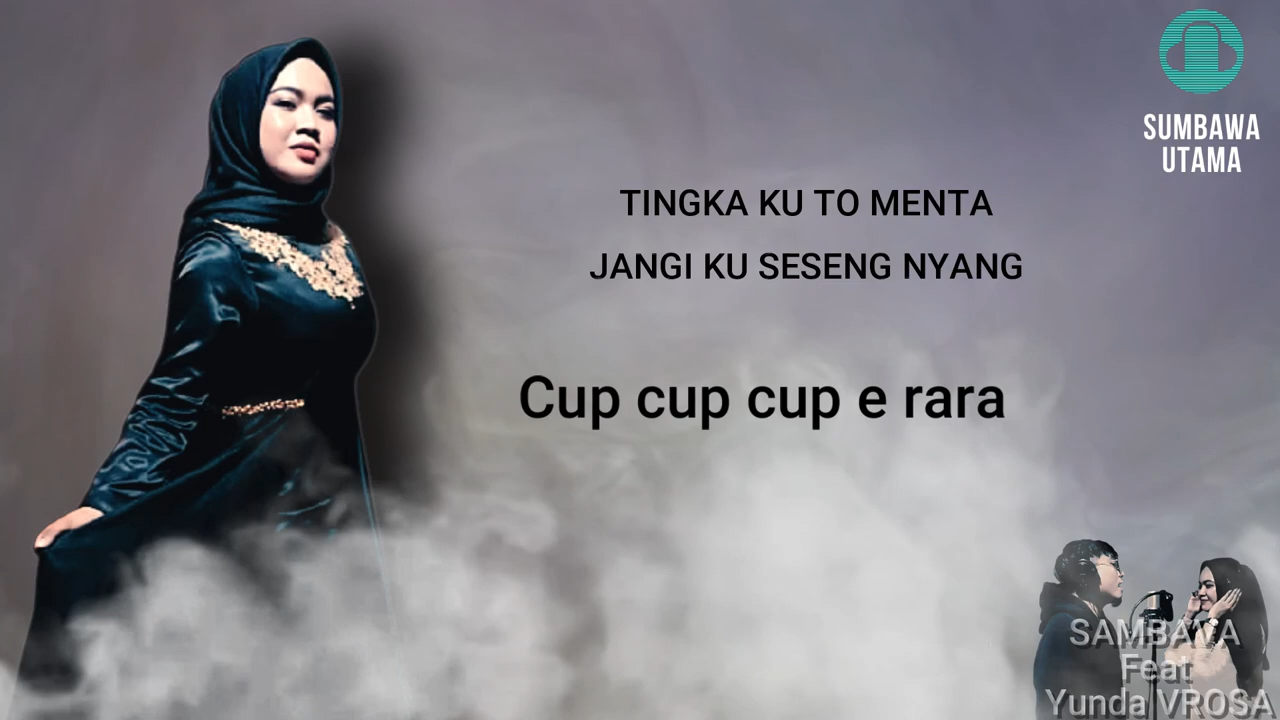 SUMBAWA
UTAMA
TINGKA KU TO MENTA
JANGI KU SESENG NYANG
Cup cup cup e rara
SAMBAVA
Feat
Yunda VROSA